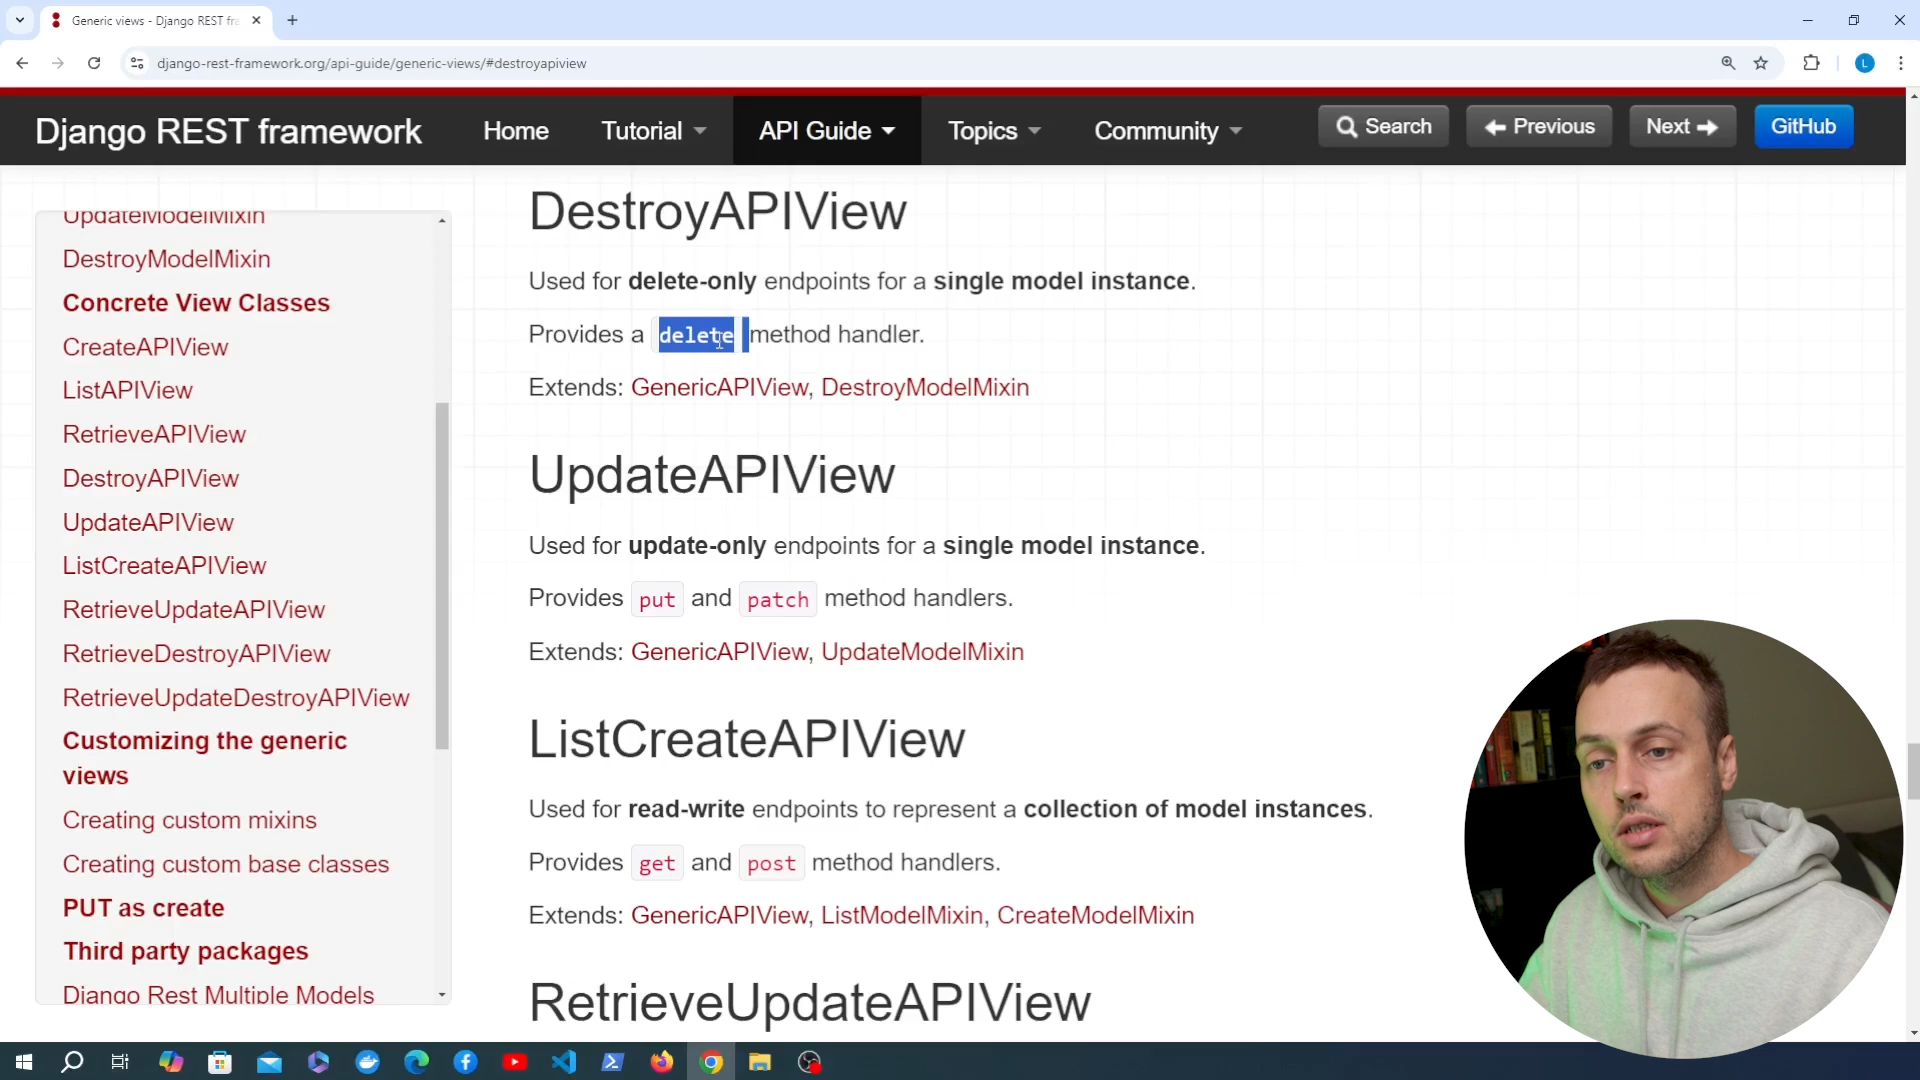 Generic views - Django REST fra
django-rest-framework.org/api-guide/generic-views/#destroyapiview
L
Django REST framework
Home
Tutorial
API Guide
Topics
Community
Search
Previous
Next
GitHub
UpdateModelMixin
DestroyModelMixin
Concrete View Classes
CreateAPIView
ListAPIView
RetrieveAPIView
DestroyAPIView
UpdateAPIView
ListCreateAPIView
RetrieveUpdateAPIView
RetrieveDestroyAPIView
RetrieveUpdateDestroyAPIView
Customizing the generic
views
Creating custom mixins
Creating custom base classes
PUT as create
Third party packages
Django Rest Multiple Models
DestroyAPIView
Used for delete-only endpoints for a single model instance.
Provides a delete method handler.
Extends: GenericAPIView, DestroyModelMixin
UpdateAPIView
Used for update-only endpoints for a single model instance.
Provides put and patch method handlers.
Extends: GenericAPIView, UpdateModelMixin
ListCreateAPIView
Used for read-write endpoints to represent a collection of model instances.
Provides get and post method handlers.
Extends: GenericAPIView, ListModelMixin, CreateModelMixin
RetrieveUpdateAPIView